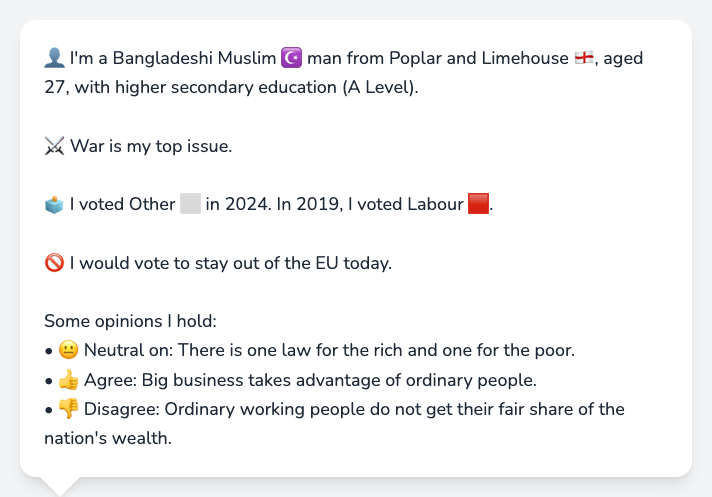 👤 I'm a Bangladeshi Muslim ☪️ man from Poplar and Limehouse 🏴󠁧󠁢󠁥󠁮󠁧󠁿, aged
27, with higher secondary education (A Level).
⚔️ War is my top issue.
🗳️ I voted Other ⬜ in 2024. In 2019, I voted Labour 🟥.
🚫 I would vote to stay out of the EU today.
Some opinions I hold:
• 😐 Neutral on: There is one law for the rich and one for the poor.
• 👍 Agree: Big business takes advantage of ordinary people.
• 👎 Disagree: Ordinary working people do not get their fair share of the
nation's wealth.